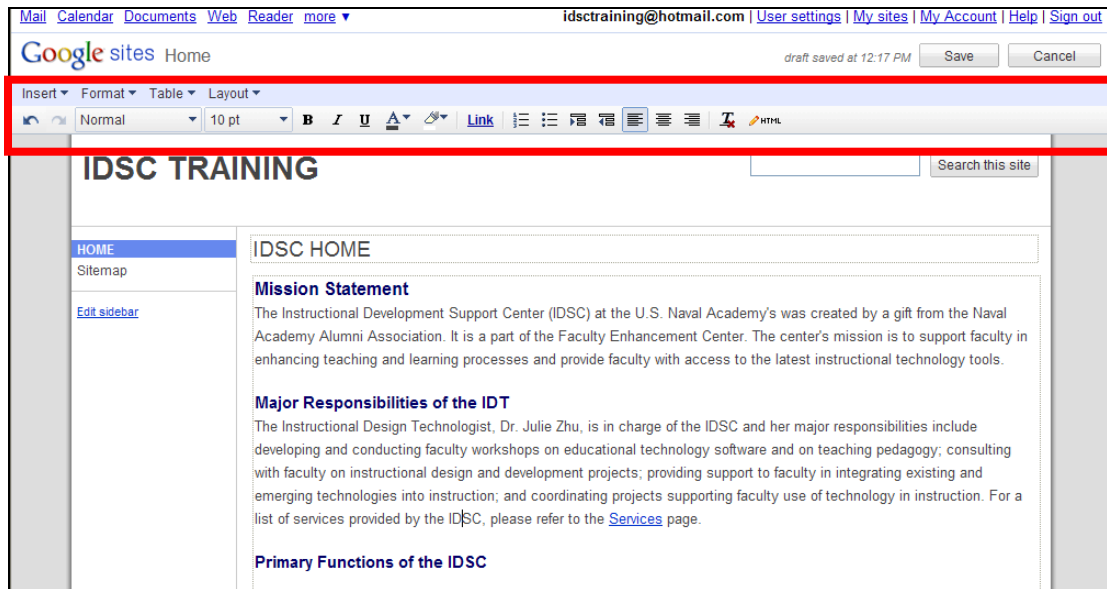 Mail Calendar Documents Web Reader more ▼ idsctraining@hotmail.com | User settings | My sites | My Account | Help | Sign out
Google sites Home draft saved at 12:17 PM Save Cancel
Insert ▼ Format ▼ Table ▼ Layout ▼
Normal 10 pt B I U A Link T HTML
IDSC TRAINING Search this site
HOME
Sitemap
Edit sidebar
IDSC HOME
Mission Statement
The Instructional Development Support Center (IDSC) at the U.S. Naval Academy's was created by a gift from the Naval
Academy Alumni Association. It is a part of the Faculty Enhancement Center. The center's mission is to support faculty in
enhancing teaching and learning processes and provide faculty with access to the latest instructional technology tools.
Major Responsibilities of the IDT
The Instructional Design Technologist, Dr. Julie Zhu, is in charge of the IDSC and her major responsibilities include
developing and conducting faculty workshops on educational technology software and on teaching pedagogy; consulting
with faculty on instructional design and development projects; providing support to faculty in integrating existing and
emerging technologies into instruction; and coordinating projects supporting faculty use of technology in instruction. For a
list of services provided by the IDSC, please refer to the Services page.
Primary Functions of the IDSC